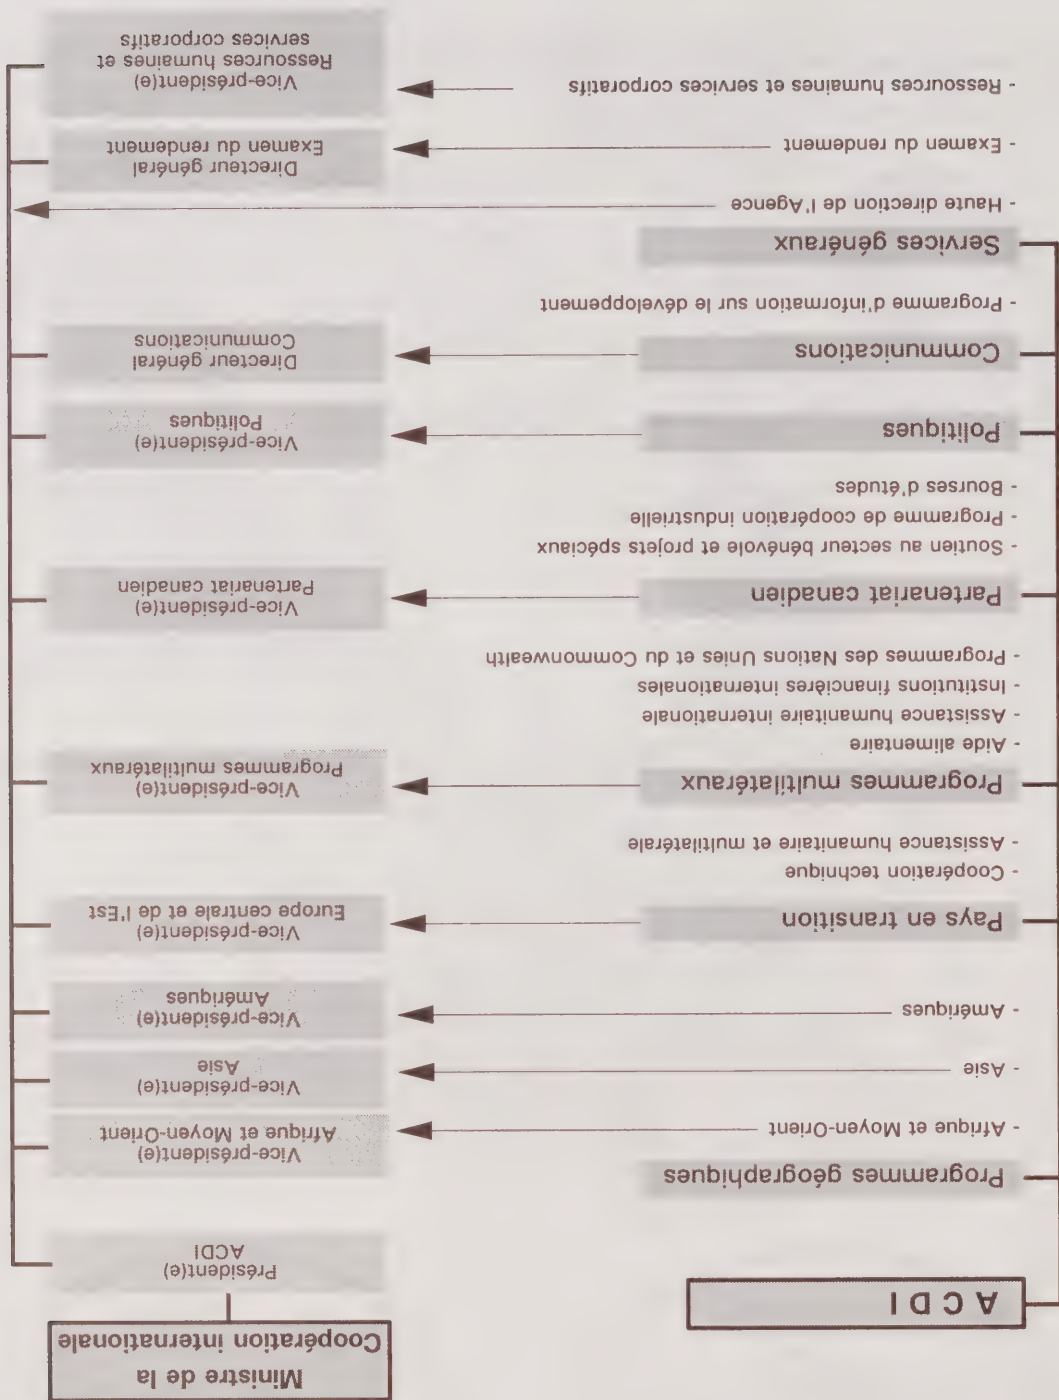 ACDI
Ministre de la
Coopération internationale
Président(e)
ACDI
Programmes géographiques
- Afrique et Moyen-Orient
Vice-président(e)
Afrique et Moyen-Orient
- Asie
Vice-président(e)
Asie
- Amériques
Vice-président(e)
Amériques
Pays en transition
Vice-président(e)
Europe centrale et de l'Est
- Coopération technique
- Assistance humanitaire et multilatérale
Programmes multilatéraux
Vice-président(e)
Programmes multilatéraux
- Aide alimentaire
- Assistance humanitaire internationale
- Institutions financières internationales
- Programmes des Nations Unies et du Commonwealth
Partenariat canadien
Vice-président(e)
Partenariat canadien
- Soutien au secteur bénévole et projets spéciaux
- Programme de coopération industrielle
- Bourses d'études
Politiques
Vice-président(e)
Politiques
Communications
Directeur général
Communications
- Programme d'information sur le développement
Services généraux
- Haute direction de l'Agence
- Examen du rendement
Directeur général
Examen du rendement
- Ressources humaines et services corporatifs
Vice-président(e)
Ressources humaines et
services corporatifs